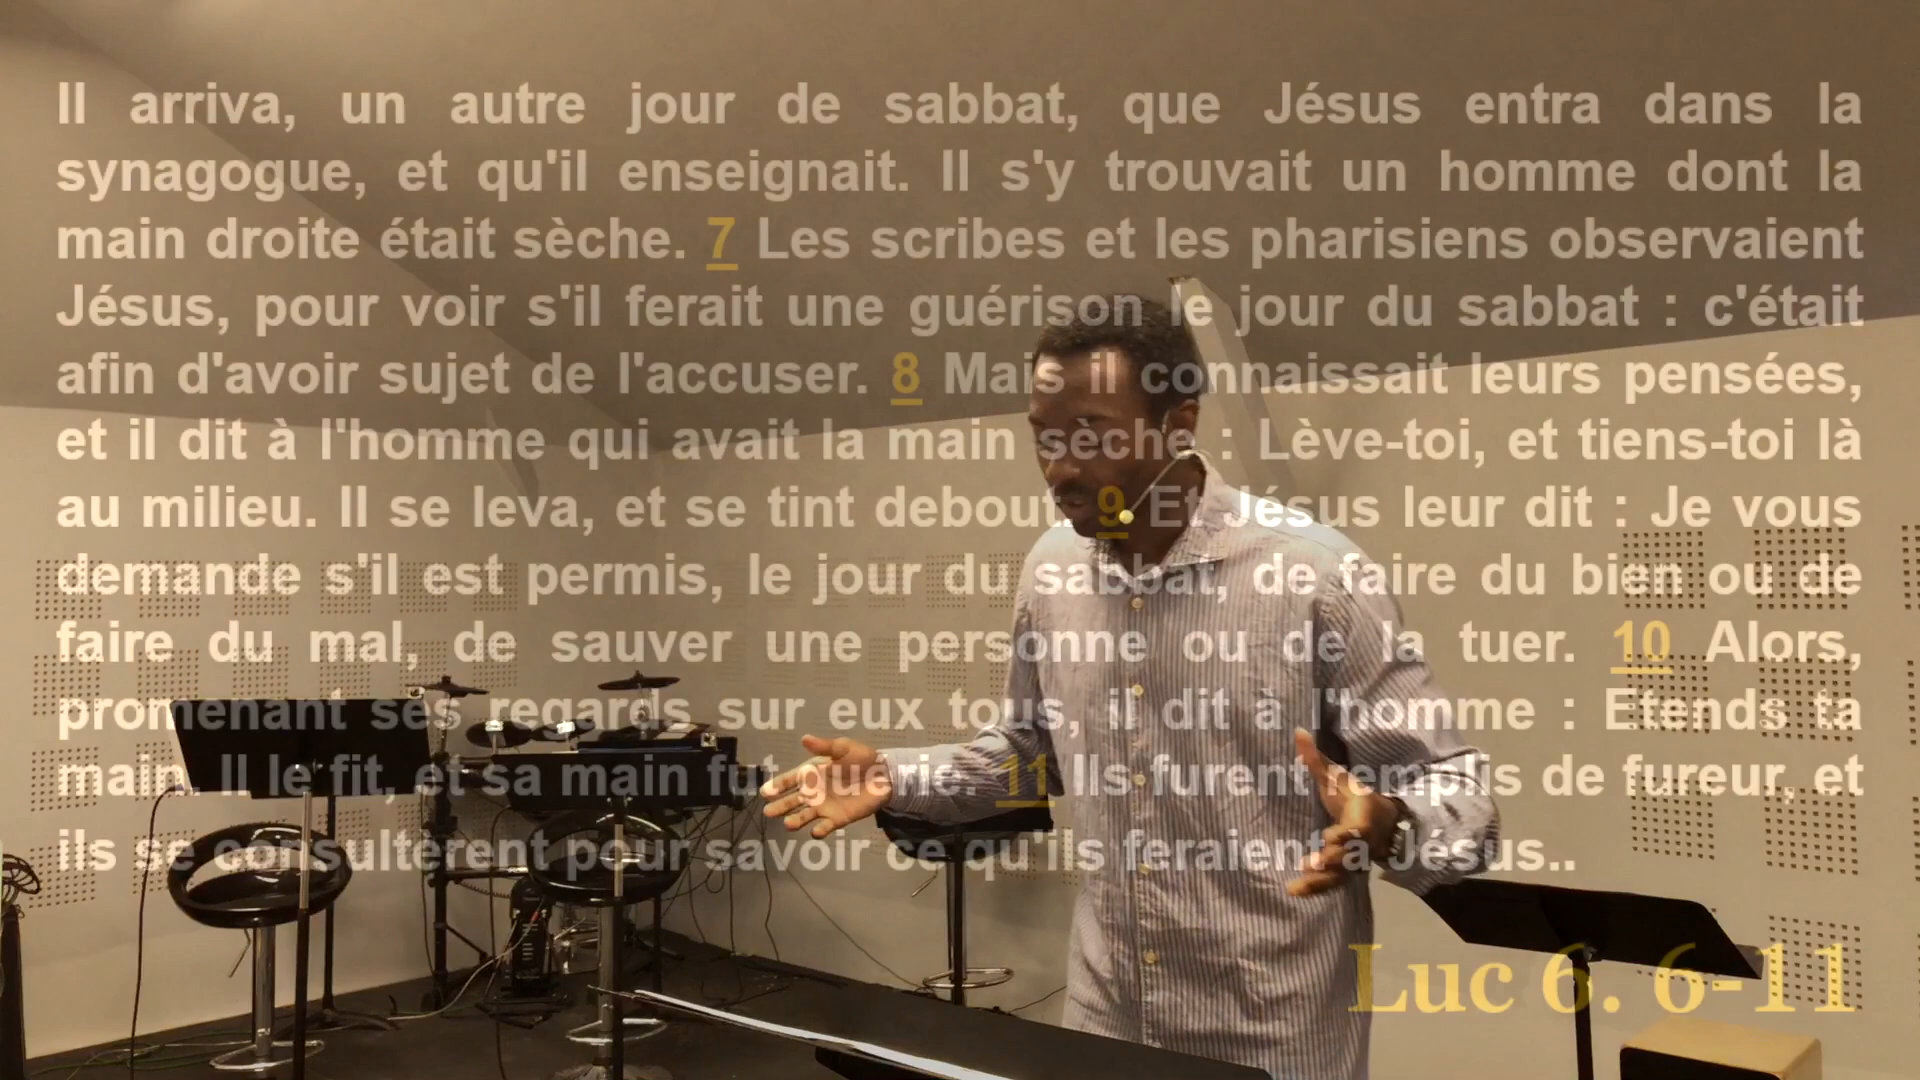 Il arriva, un autre jour de sabbat, que Jésus entra dans la
synagogue, et qu'il enseignait. Il s'y trouvait un homme dont la
main droite était sèche. 7 Les scribes et les pharisiens observaient
Jésus, pour voir s'il ferait une guérison le jour du sabbat : c'était
afin d'avoir sujet de l'accuser. 8 Mais il connaissait leurs pensées,
et il dit à l'homme qui avait la main sèche : Lève-toi, et tiens-toi là
au milieu. Il se leva, et se tint debout. 9 Et Jésus leur dit : Je vous
demande s'il est permis, le jour du sabbat, de faire du bien ou de
faire du mal, de sauver une personne ou de la tuer. 10 Alors,
promenant ses regards sur eux tous, il dit à l'homme : Etends ta
main. Il le fit, et sa main fut guérie. 11 Ils furent remplis de fureur, et
ils se consultèrent pour savoir ce qu'ils feraient à Jésus..
Luc 6. 6-11